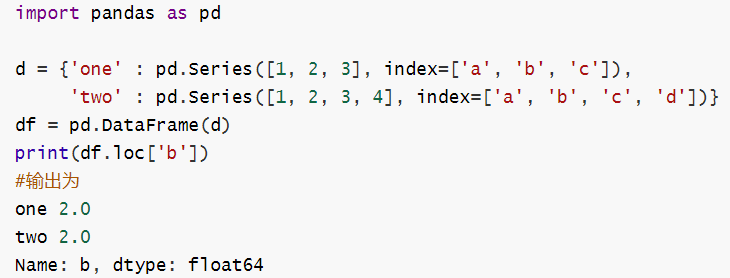 import pandas as pd
d = {'one' : pd.Series([1, 2, 3], index=['a', 'b', 'c']),
'two' : pd.Series([1, 2, 3, 4], index=['a', 'b', 'c', 'd'])}
df = pd.DataFrame(d)
print(df.loc['b'])
#输出为
one 2.0
two 2.0
Name: b, dtype: float64